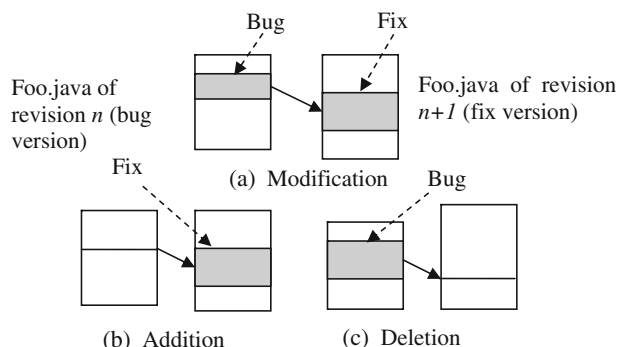 Bug
Fix
Foo.java of
revision n (bug
version)
Foo.java of revision
n+1 (fix version)
(a) Modification
Fix
Bug
(b) Addition
(c) Deletion